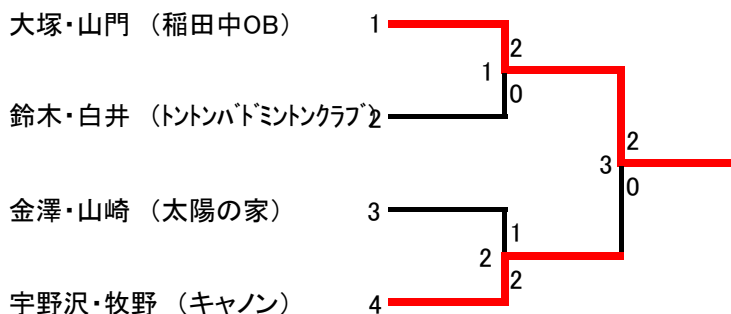 大塚・山門 （稲田中OB） 1
2
1
0
鈴木・白井 （ﾄﾝﾄﾝﾊﾞﾄﾞﾐﾝﾄﾝｸﾗﾌﾞ） 2
2
3
0
金澤・山崎 （太陽の家） 3
1
2
2
宇野沢・牧野 （キャノン） 4